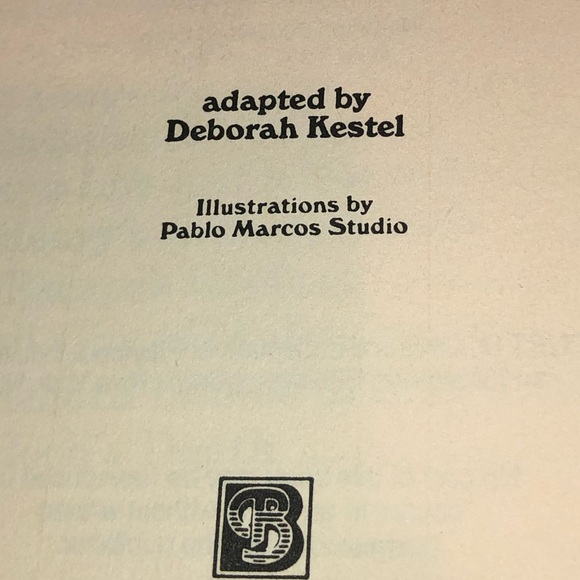 adapted by
Deborah Kestel
Illustrations by
Pablo Marcos Studio
B